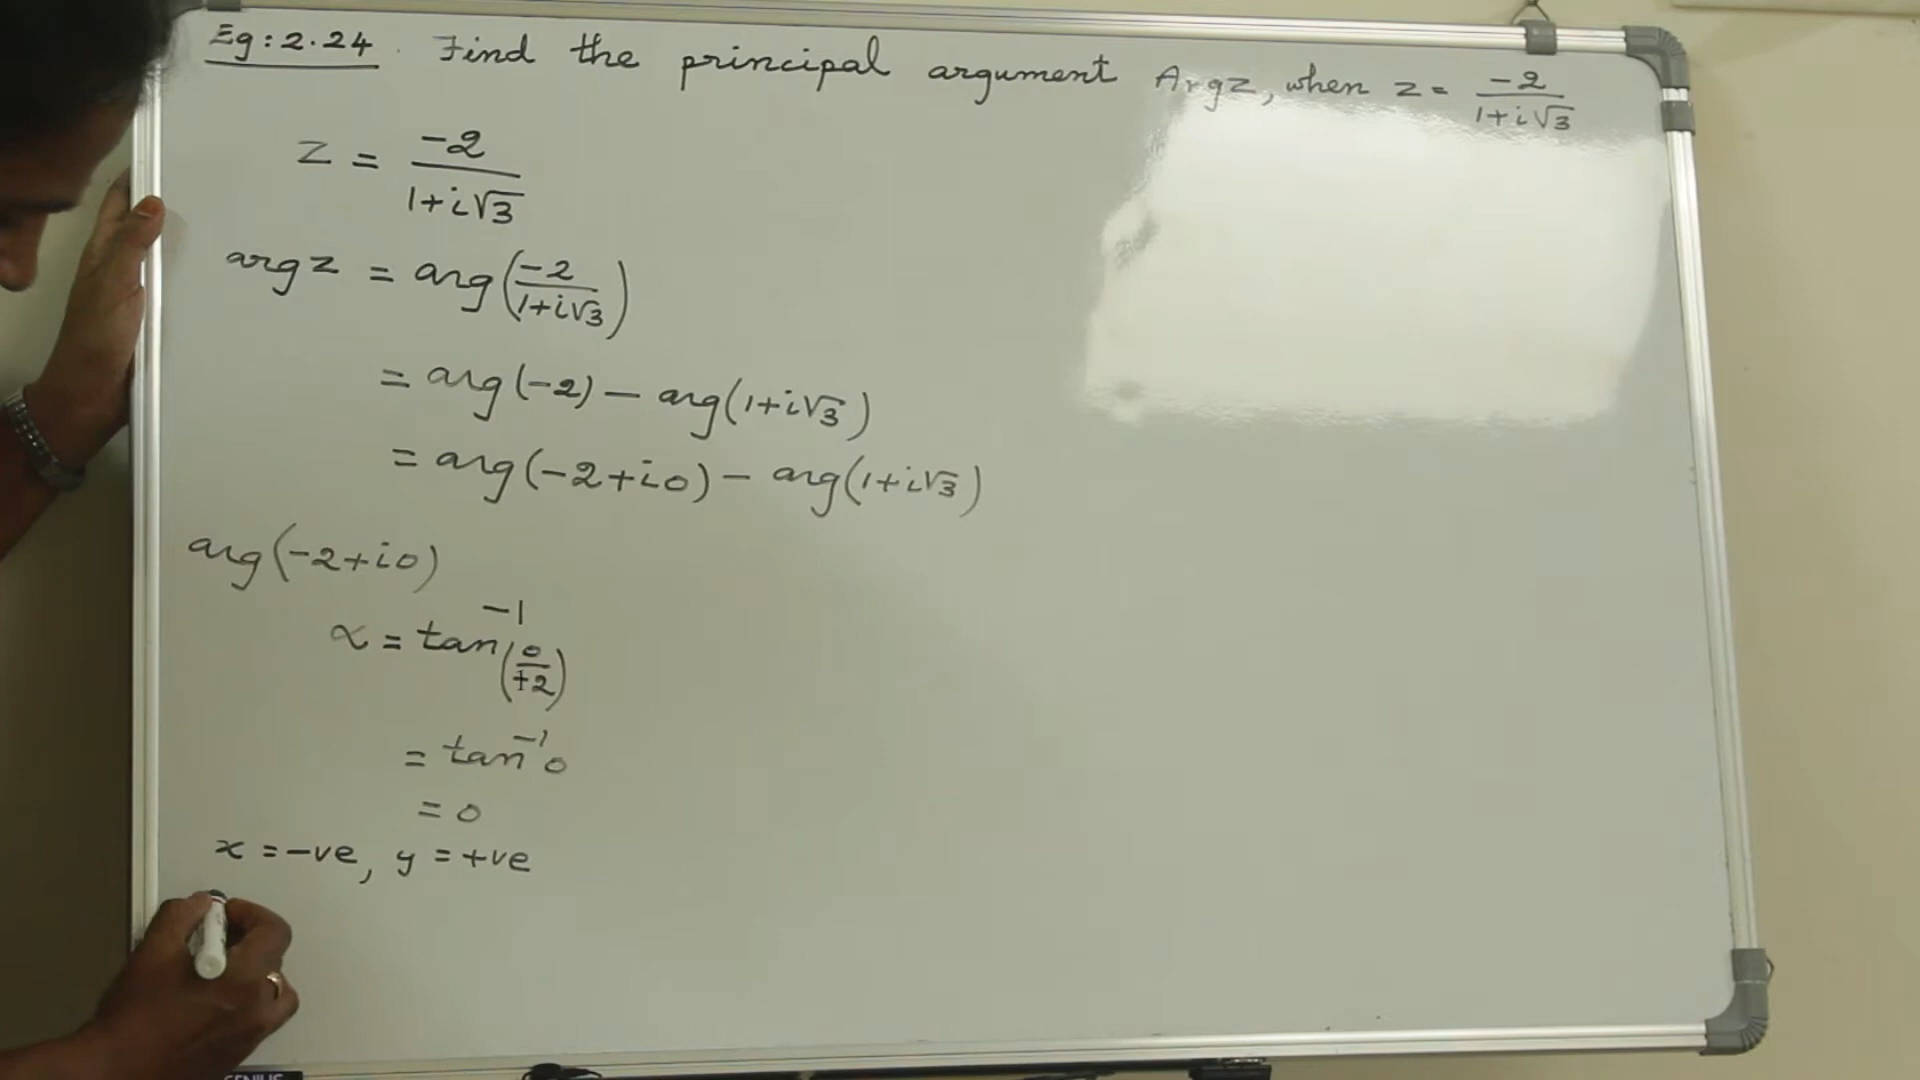 Eg : 2.24. Find the principal argument Arg z, when z = -2/(1+i√3)
z = -2/(1+i√3)
arg z = arg(-2/(1+i√3))
= arg(-2) - arg(1+i√3)
= arg(-2+i0) - arg(1+i√3)
arg(-2+i0)
α = tan⁻¹(0/+2)
= tan⁻¹0
= 0
x = -ve, y = +ve
GENIUS